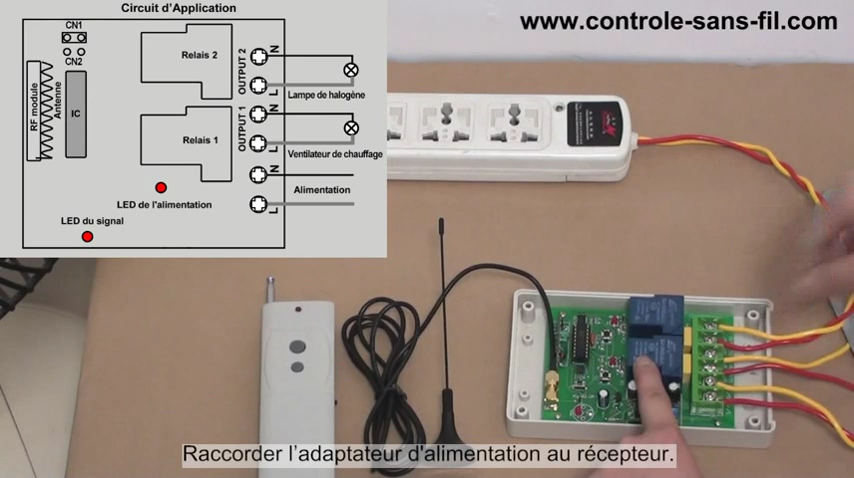 Circuit d'Application
www.controle-sans-fil.com
CN1
CN2
RF module
Antenne
IC
Relais 2
Relais 1
OUTPUT 2
N
L
Lampe de halogène
OUTPUT 1
N
L
Ventilateur de chauffage
N
Alimentation
L
LED de l'alimentation
LED du signal
Raccorder l'adaptateur d'alimentation au récepteur.